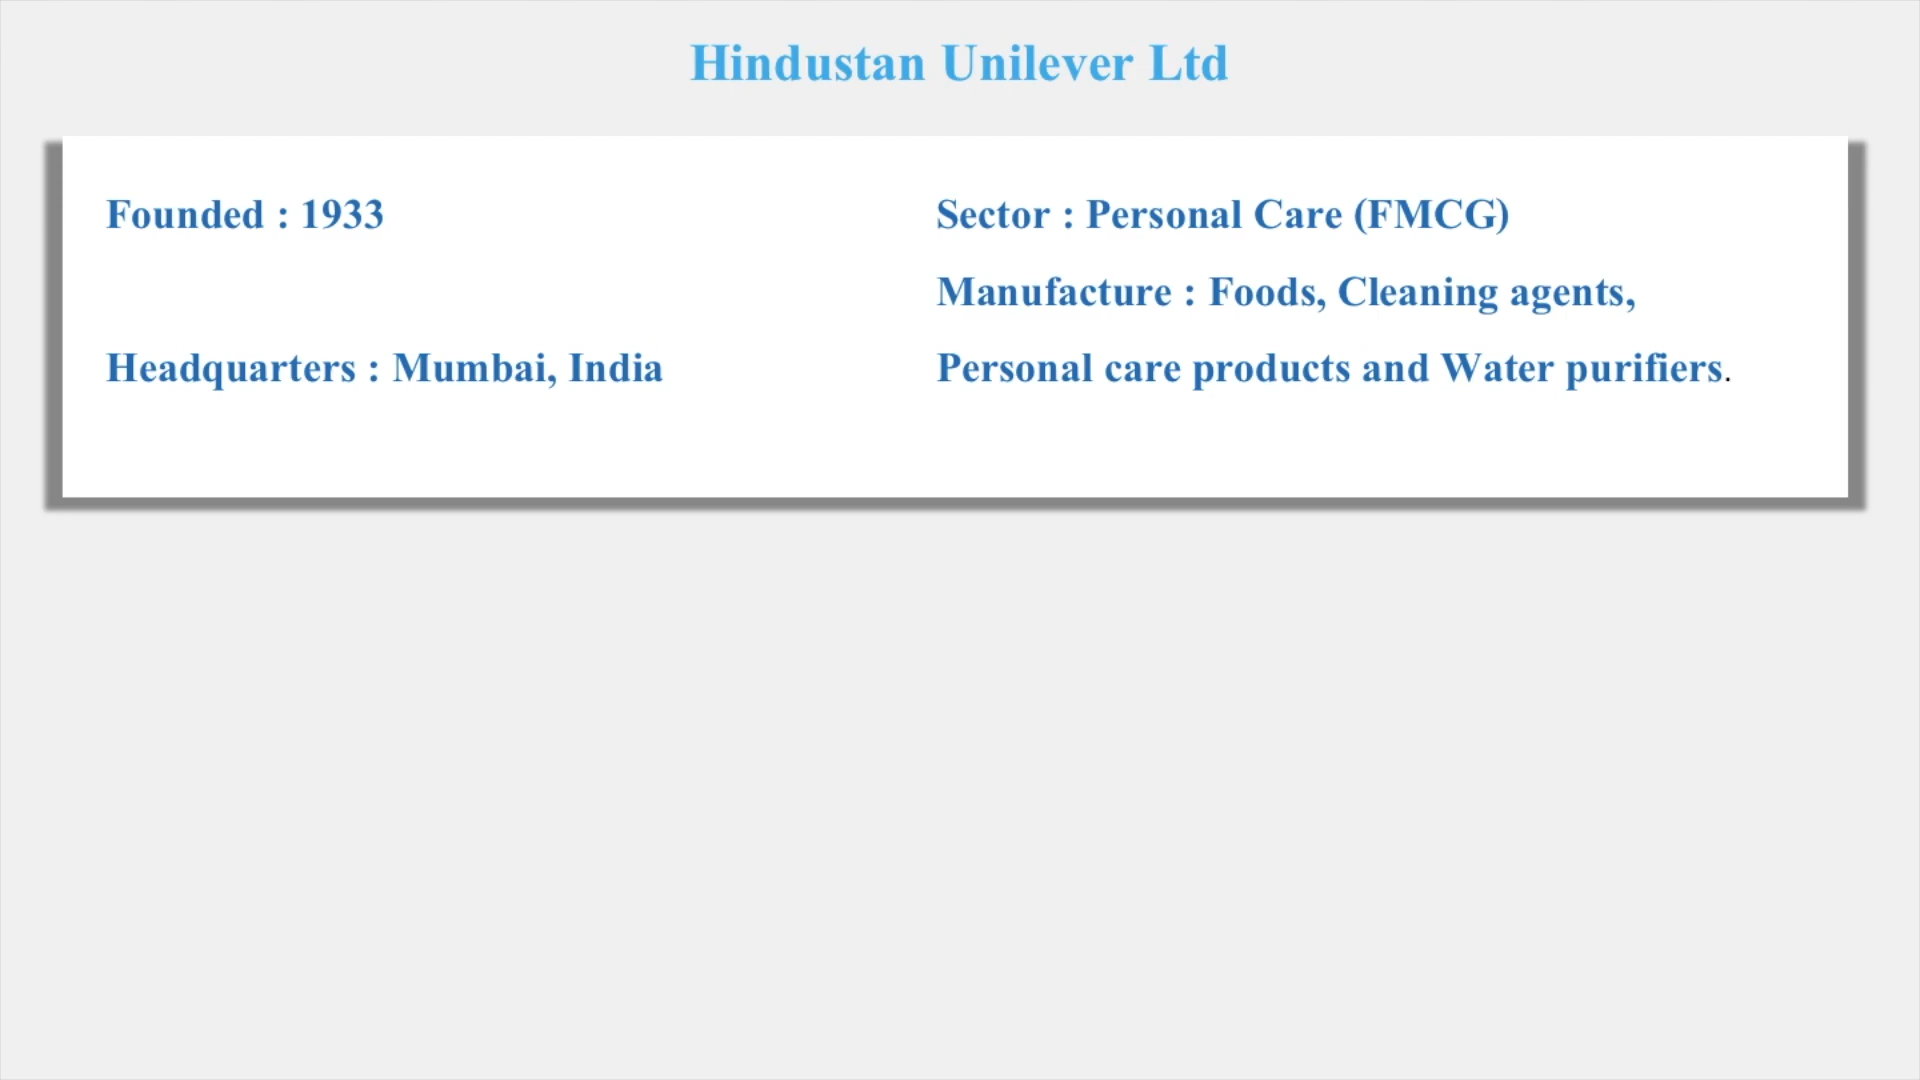 Hindustan Unilever Ltd
Founded : 1933
Headquarters : Mumbai, India
Sector : Personal Care (FMCG)
Manufacture : Foods, Cleaning agents,
Personal care products and Water purifiers.